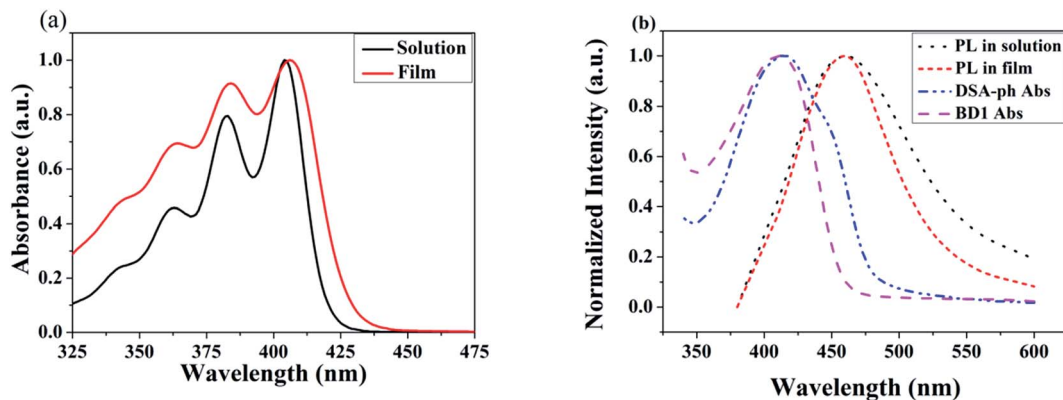 (a)
Solution
Film
Absorbance (a.u.)
1.0
0.8
0.6
0.4
0.2
0.0
325 350 375 400 425 450 475
Wavelength (nm)
(b)
PL in solution
PL in film
DSA-ph Abs
BD1 Abs
Normalized Intensity (a.u.)
1.0
0.8
0.6
0.4
0.2
0.0
350 400 450 500 550 600
Wavelength (nm)